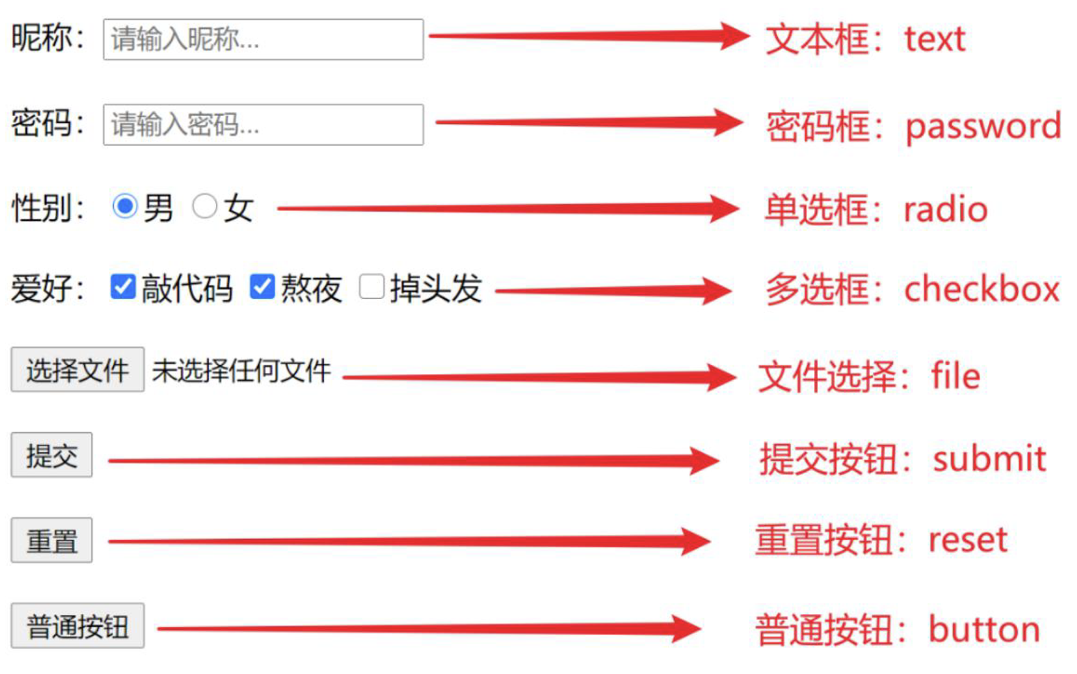 昵称： 请输入昵称... 文本框：text
密码： 请输入密码... 密码框：password
性别： 男 女 单选框：radio
爱好： 敲代码 熬夜 掉头发 多选框：checkbox
选择文件 未选择任何文件 文件选择：file
提交 提交按钮：submit
重置 重置按钮：reset
普通按钮 普通按钮：button